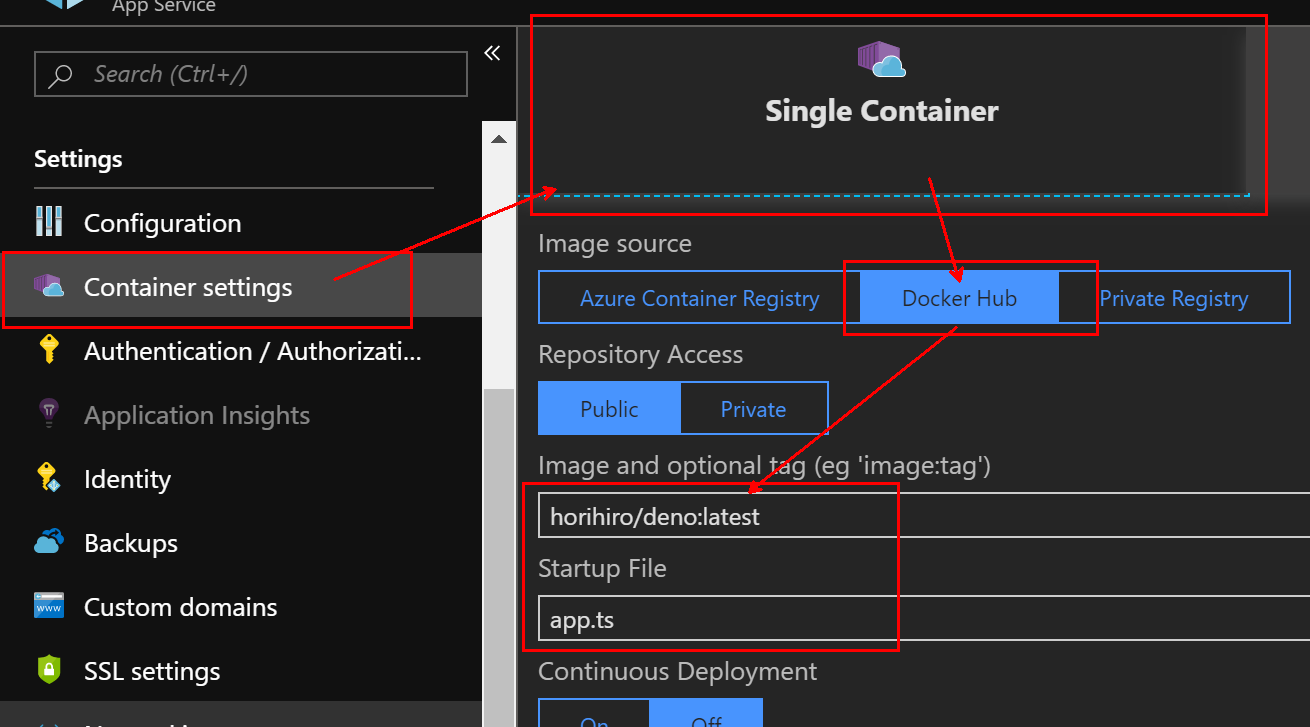 App Service
Search (Ctrl+/)
Settings
Configuration
Container settings
Authentication / Authorizati...
Application Insights
Identity
Backups
www
Custom domains
SSL settings
Single Container
Image source
Azure Container Registry
Docker Hub
Private Registry
Repository Access
Public
Private
Image and optional tag (eg 'image:tag')
horihiro/deno:latest
Startup File
app.ts
Continuous Deployment
On
Off